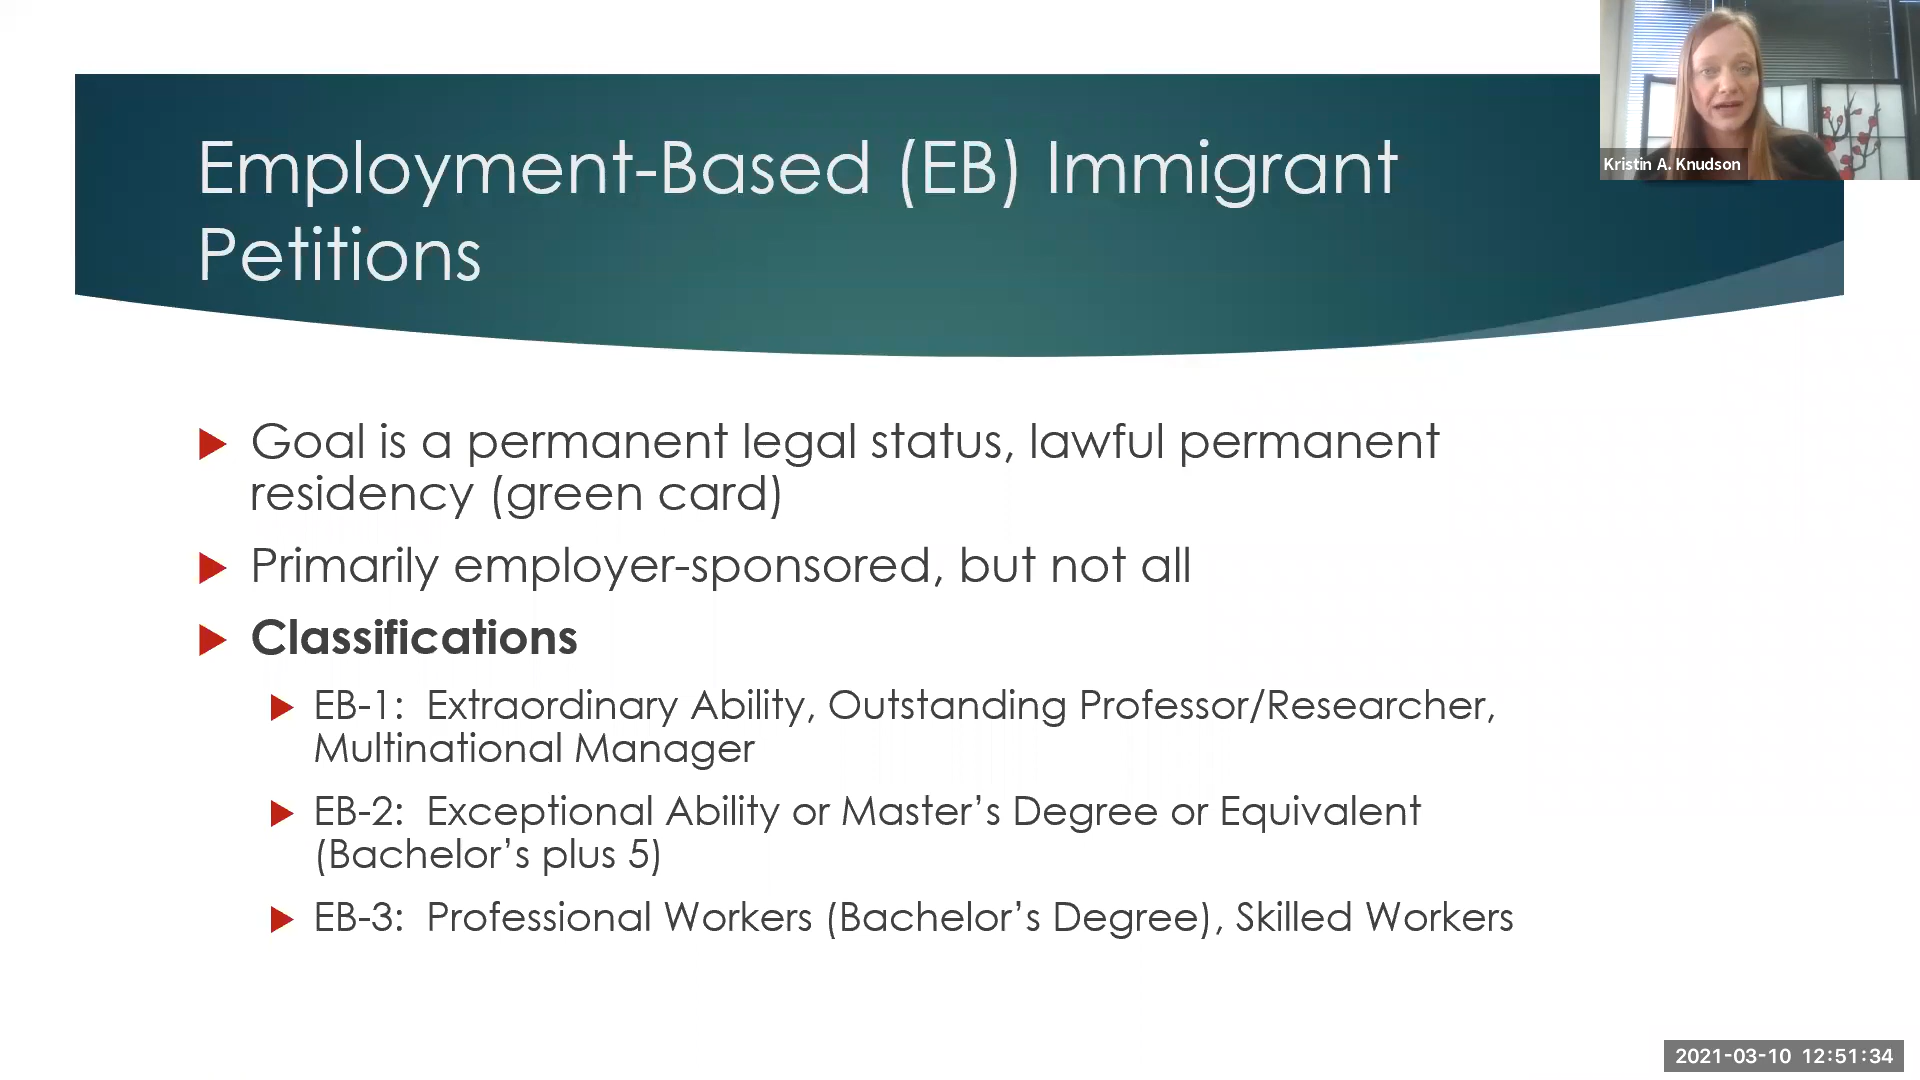 Employment-Based (EB) Immigrant
Petitions
Kristin A. Knudson
Goal is a permanent legal status, lawful permanent
residency (green card)
Primarily employer-sponsored, but not all
Classifications
EB-1:  Extraordinary Ability, Outstanding Professor/Researcher,
Multinational Manager
EB-2:  Exceptional Ability or Master’s Degree or Equivalent
(Bachelor’s plus 5)
EB-3:  Professional Workers (Bachelor’s Degree), Skilled Workers
2021-03-10 12:51:34